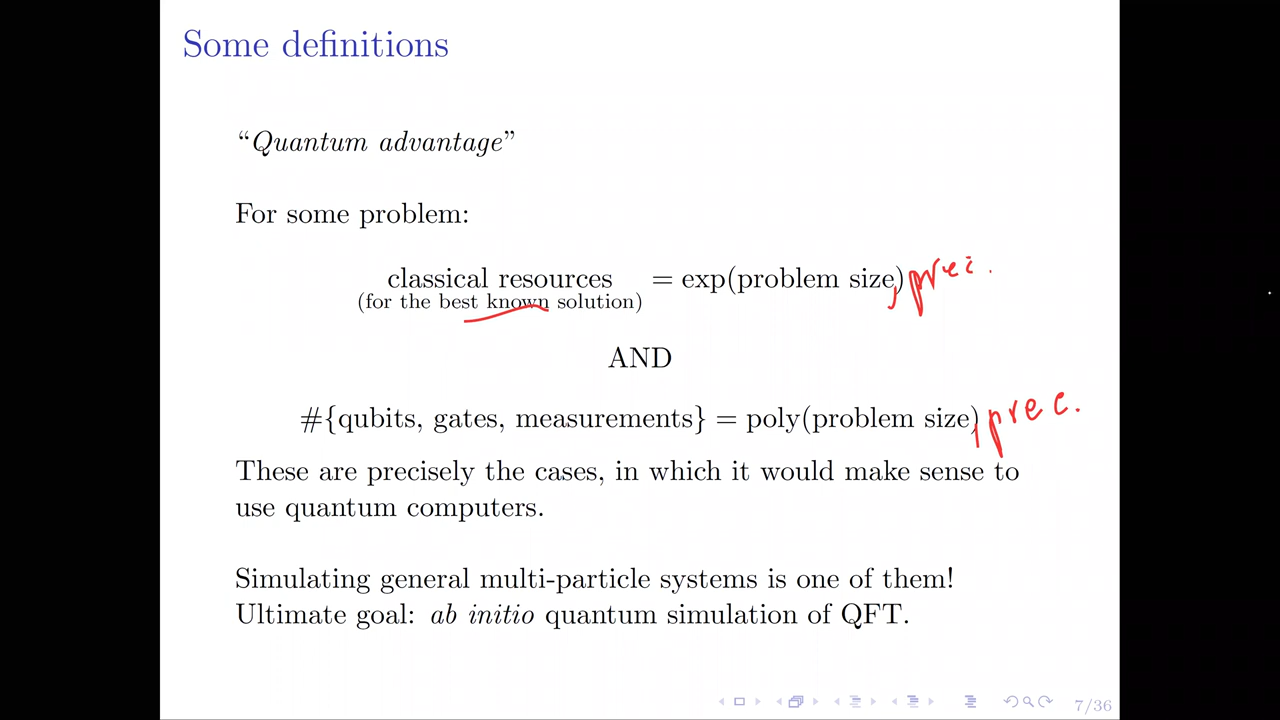 Some definitions
“Quantum advantage”
For some problem:
classical resources = exp(problem size), prec.
(for the best known solution)
AND
#{qubits, gates, measurements} = poly(problem size), prec.
These are precisely the cases, in which it would make sense to
use quantum computers.
Simulating general multi-particle systems is one of them!
Ultimate goal: ab initio quantum simulation of QFT.
7/36